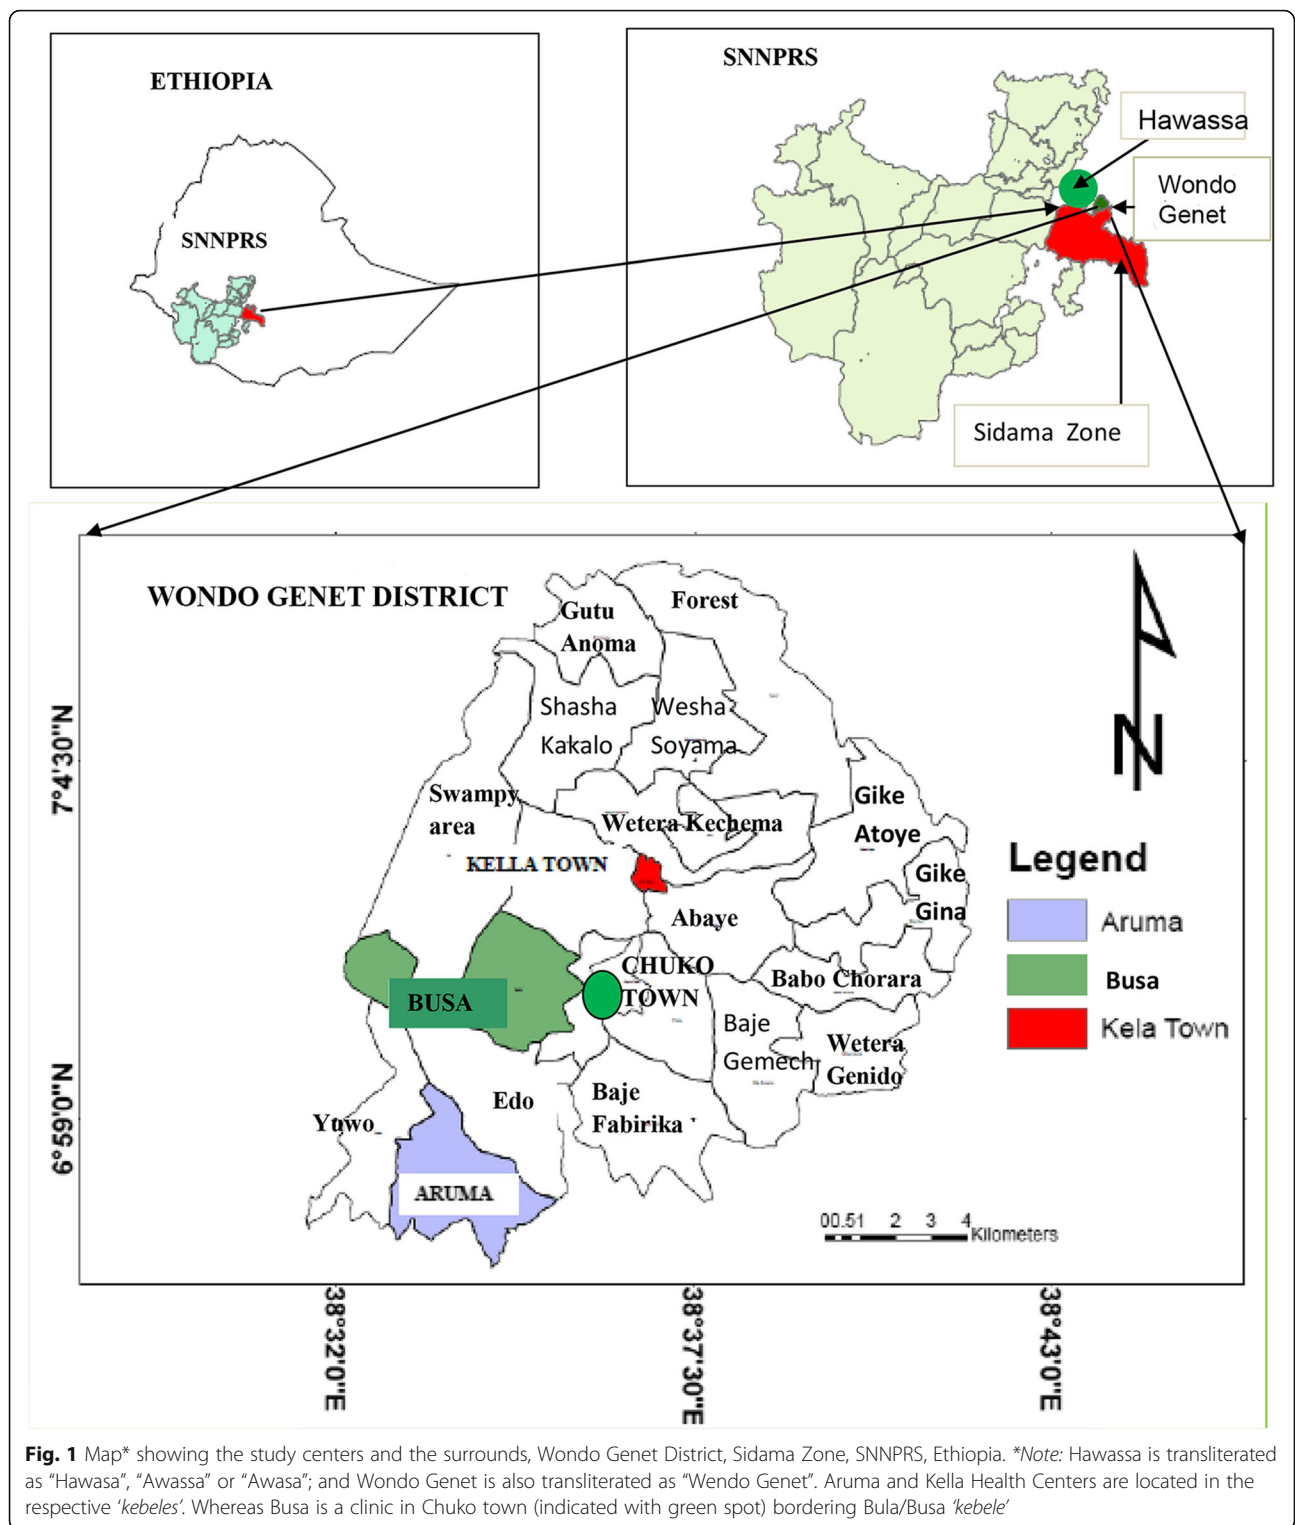 ETHIOPIA
SNNPRS
SNNPRS
Hawassa
Wondo
Genet
Sidama Zone
WONDO GENET DISTRICT
Gutu
Anoma
Forest
Shasha
Kakalo
Wesha
Soyama
Swampy
area
Wetera Kechema
Gike
Atoye
KELLA TOWN
Gike
Gina
Abaye
CHUKO
TOWN
Babo Chorara
BUSA
Baje
Gemech
Wetera
Genido
Edo
Baje
Fabirika
Yuwo
ARUMA
N
Legend
Aruma
Busa
Kela Town
00.51 2 3 4
Kilometers
7°4'30"N
6°59'0"N
38°32'0"E
38°37'30"E
38°43'0"E
Fig. 1 Map* showing the study centers and the surrounds, Wondo Genet District, Sidama Zone, SNNPRS, Ethiopia. *Note: Hawassa is transliterated
as "Hawasa", "Awassa" or "Awasa"; and Wondo Genet is also transliterated as "Wendo Genet". Aruma and Kella Health Centers are located in the
respective 'kebeles'. Whereas Busa is a clinic in Chuko town (indicated with green spot) bordering Bula/Busa 'kebele'